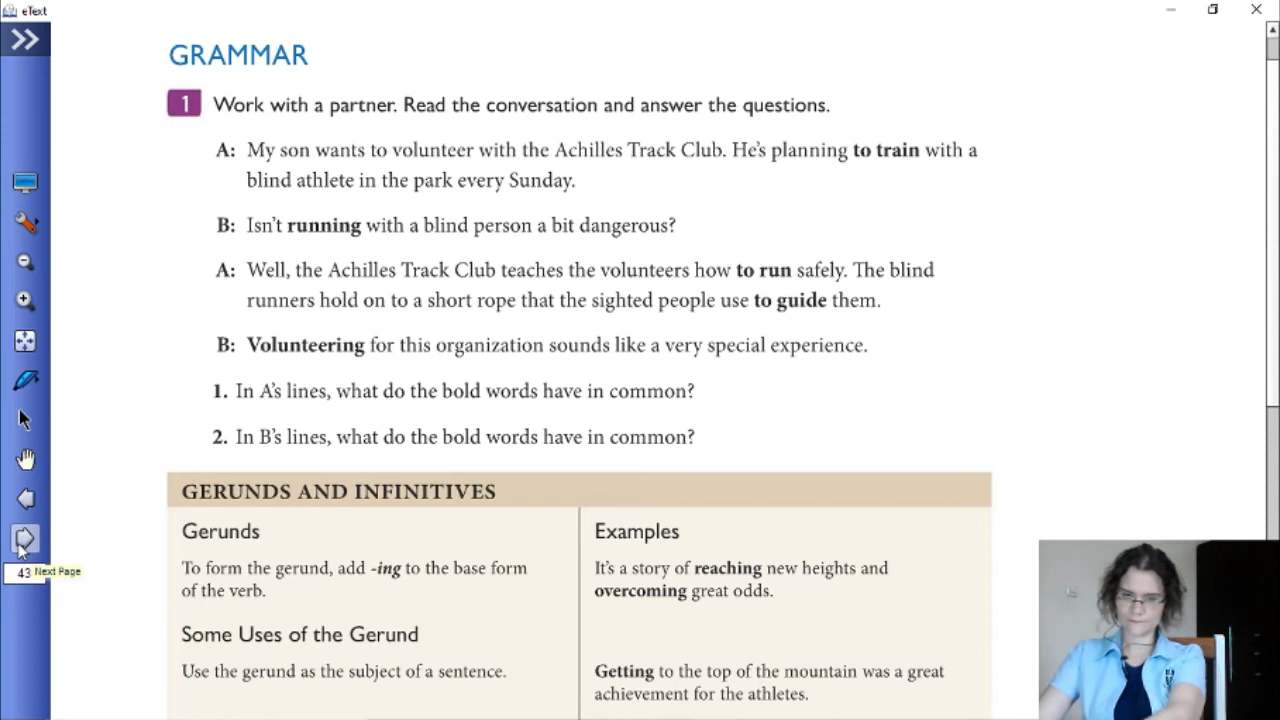 eText
GRAMMAR
1 Work with a partner. Read the conversation and answer the questions.
A: My son wants to volunteer with the Achilles Track Club. He's planning to train with a
blind athlete in the park every Sunday.
B: Isn't running with a blind person a bit dangerous?
A: Well, the Achilles Track Club teaches the volunteers how to run safely. The blind
runners hold on to a short rope that the sighted people use to guide them.
B: Volunteering for this organization sounds like a very special experience.
1. In A's lines, what do the bold words have in common?
2. In B's lines, what do the bold words have in common?
GERUNDS AND INFINITIVES
Gerunds
To form the gerund, add -ing to the base form
of the verb.
Some Uses of the Gerund
Use the gerund as the subject of a sentence.
Examples
It's a story of reaching new heights and
overcoming great odds.
Getting to the top of the mountain was a great
achievement for the athletes.
43 Next Page